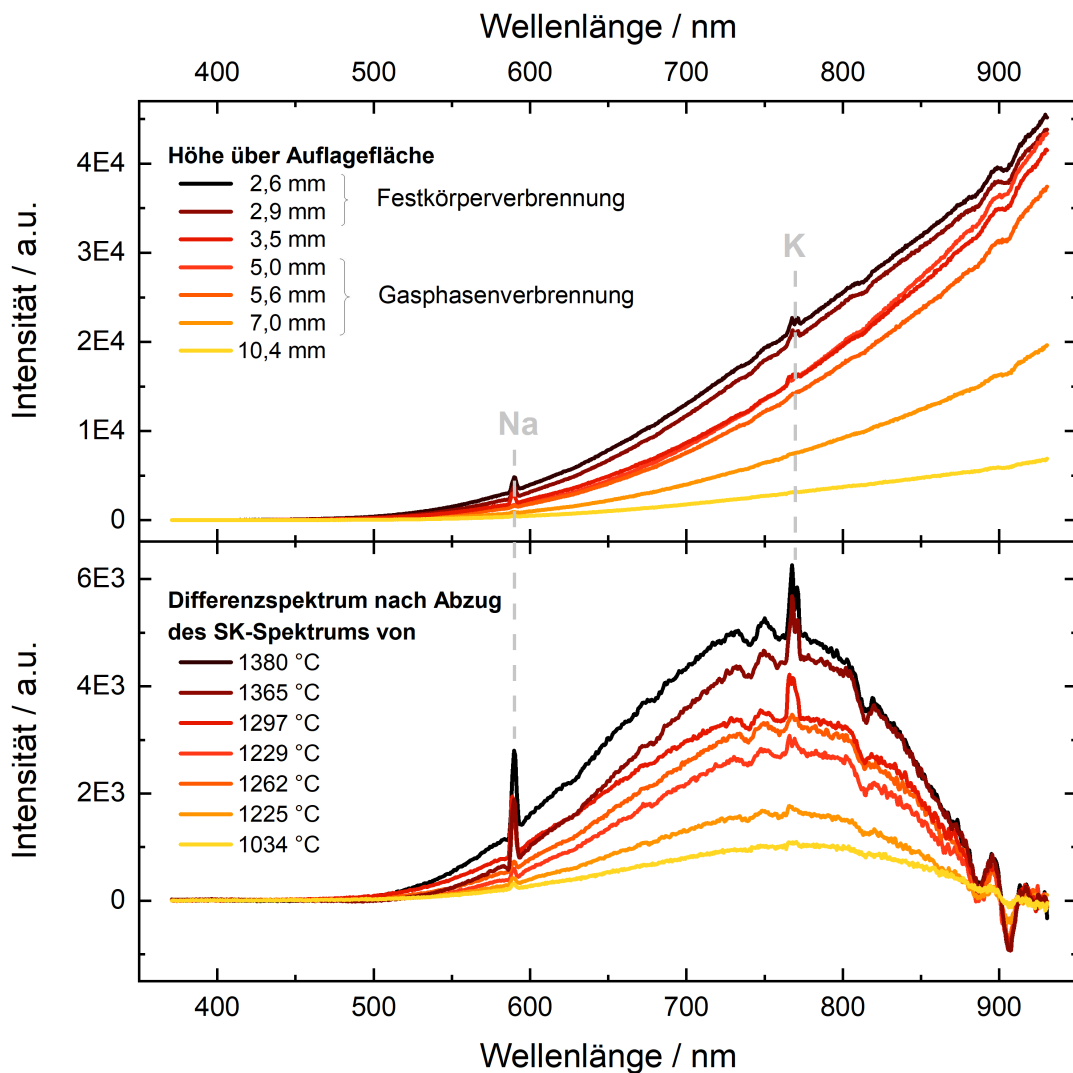 Wellenlänge / nm
400 500 600 700 800 900
Intensität / a.u.
4E4
3E4
2E4
1E4
0
Höhe über Auflagefläche
2,6 mm
2,9 mm
Festkörperverbrennung
3,5 mm
5,0 mm
5,6 mm
7,0 mm
Gasphasenverbrennung
10,4 mm
Na
K
Intensität / a.u.
6E3
4E3
2E3
0
Differenzspektrum nach Abzug
des SK-Spektrums von
1380 °C
1365 °C
1297 °C
1229 °C
1262 °C
1225 °C
1034 °C
400 500 600 700 800 900
Wellenlänge / nm